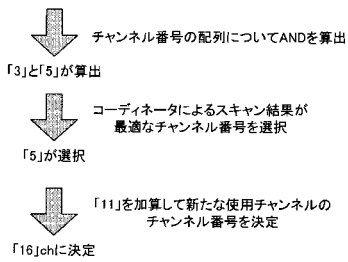 チャンネル番号の配列についてANDを算出
「3」と「5」が算出
コーディネータによるスキャン結果が
最適なチャンネル番号を選択
「5」が選択
「11」を加算して新たな使用チャンネルの
チャンネル番号を決定
「16」chに決定